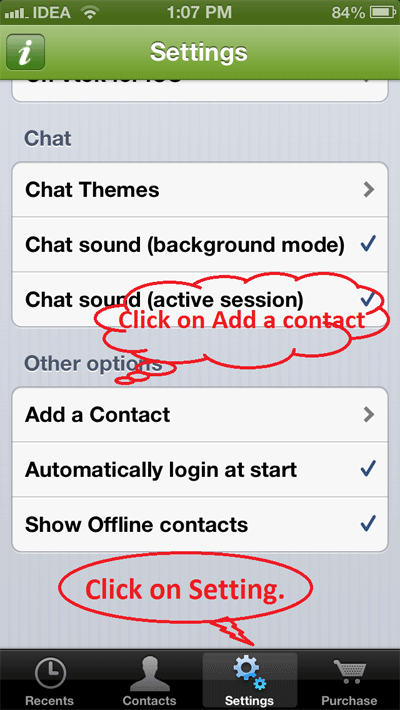 IDEA 1:07 PM 84%
i Settings
Chat
Chat Themes
Chat sound (background mode)
Chat sound (active session)
Click on Add a contact
Other options
Add a Contact
Automatically login at start
Show Offline contacts
Click on Setting.
Recents Contacts Settings Purchase